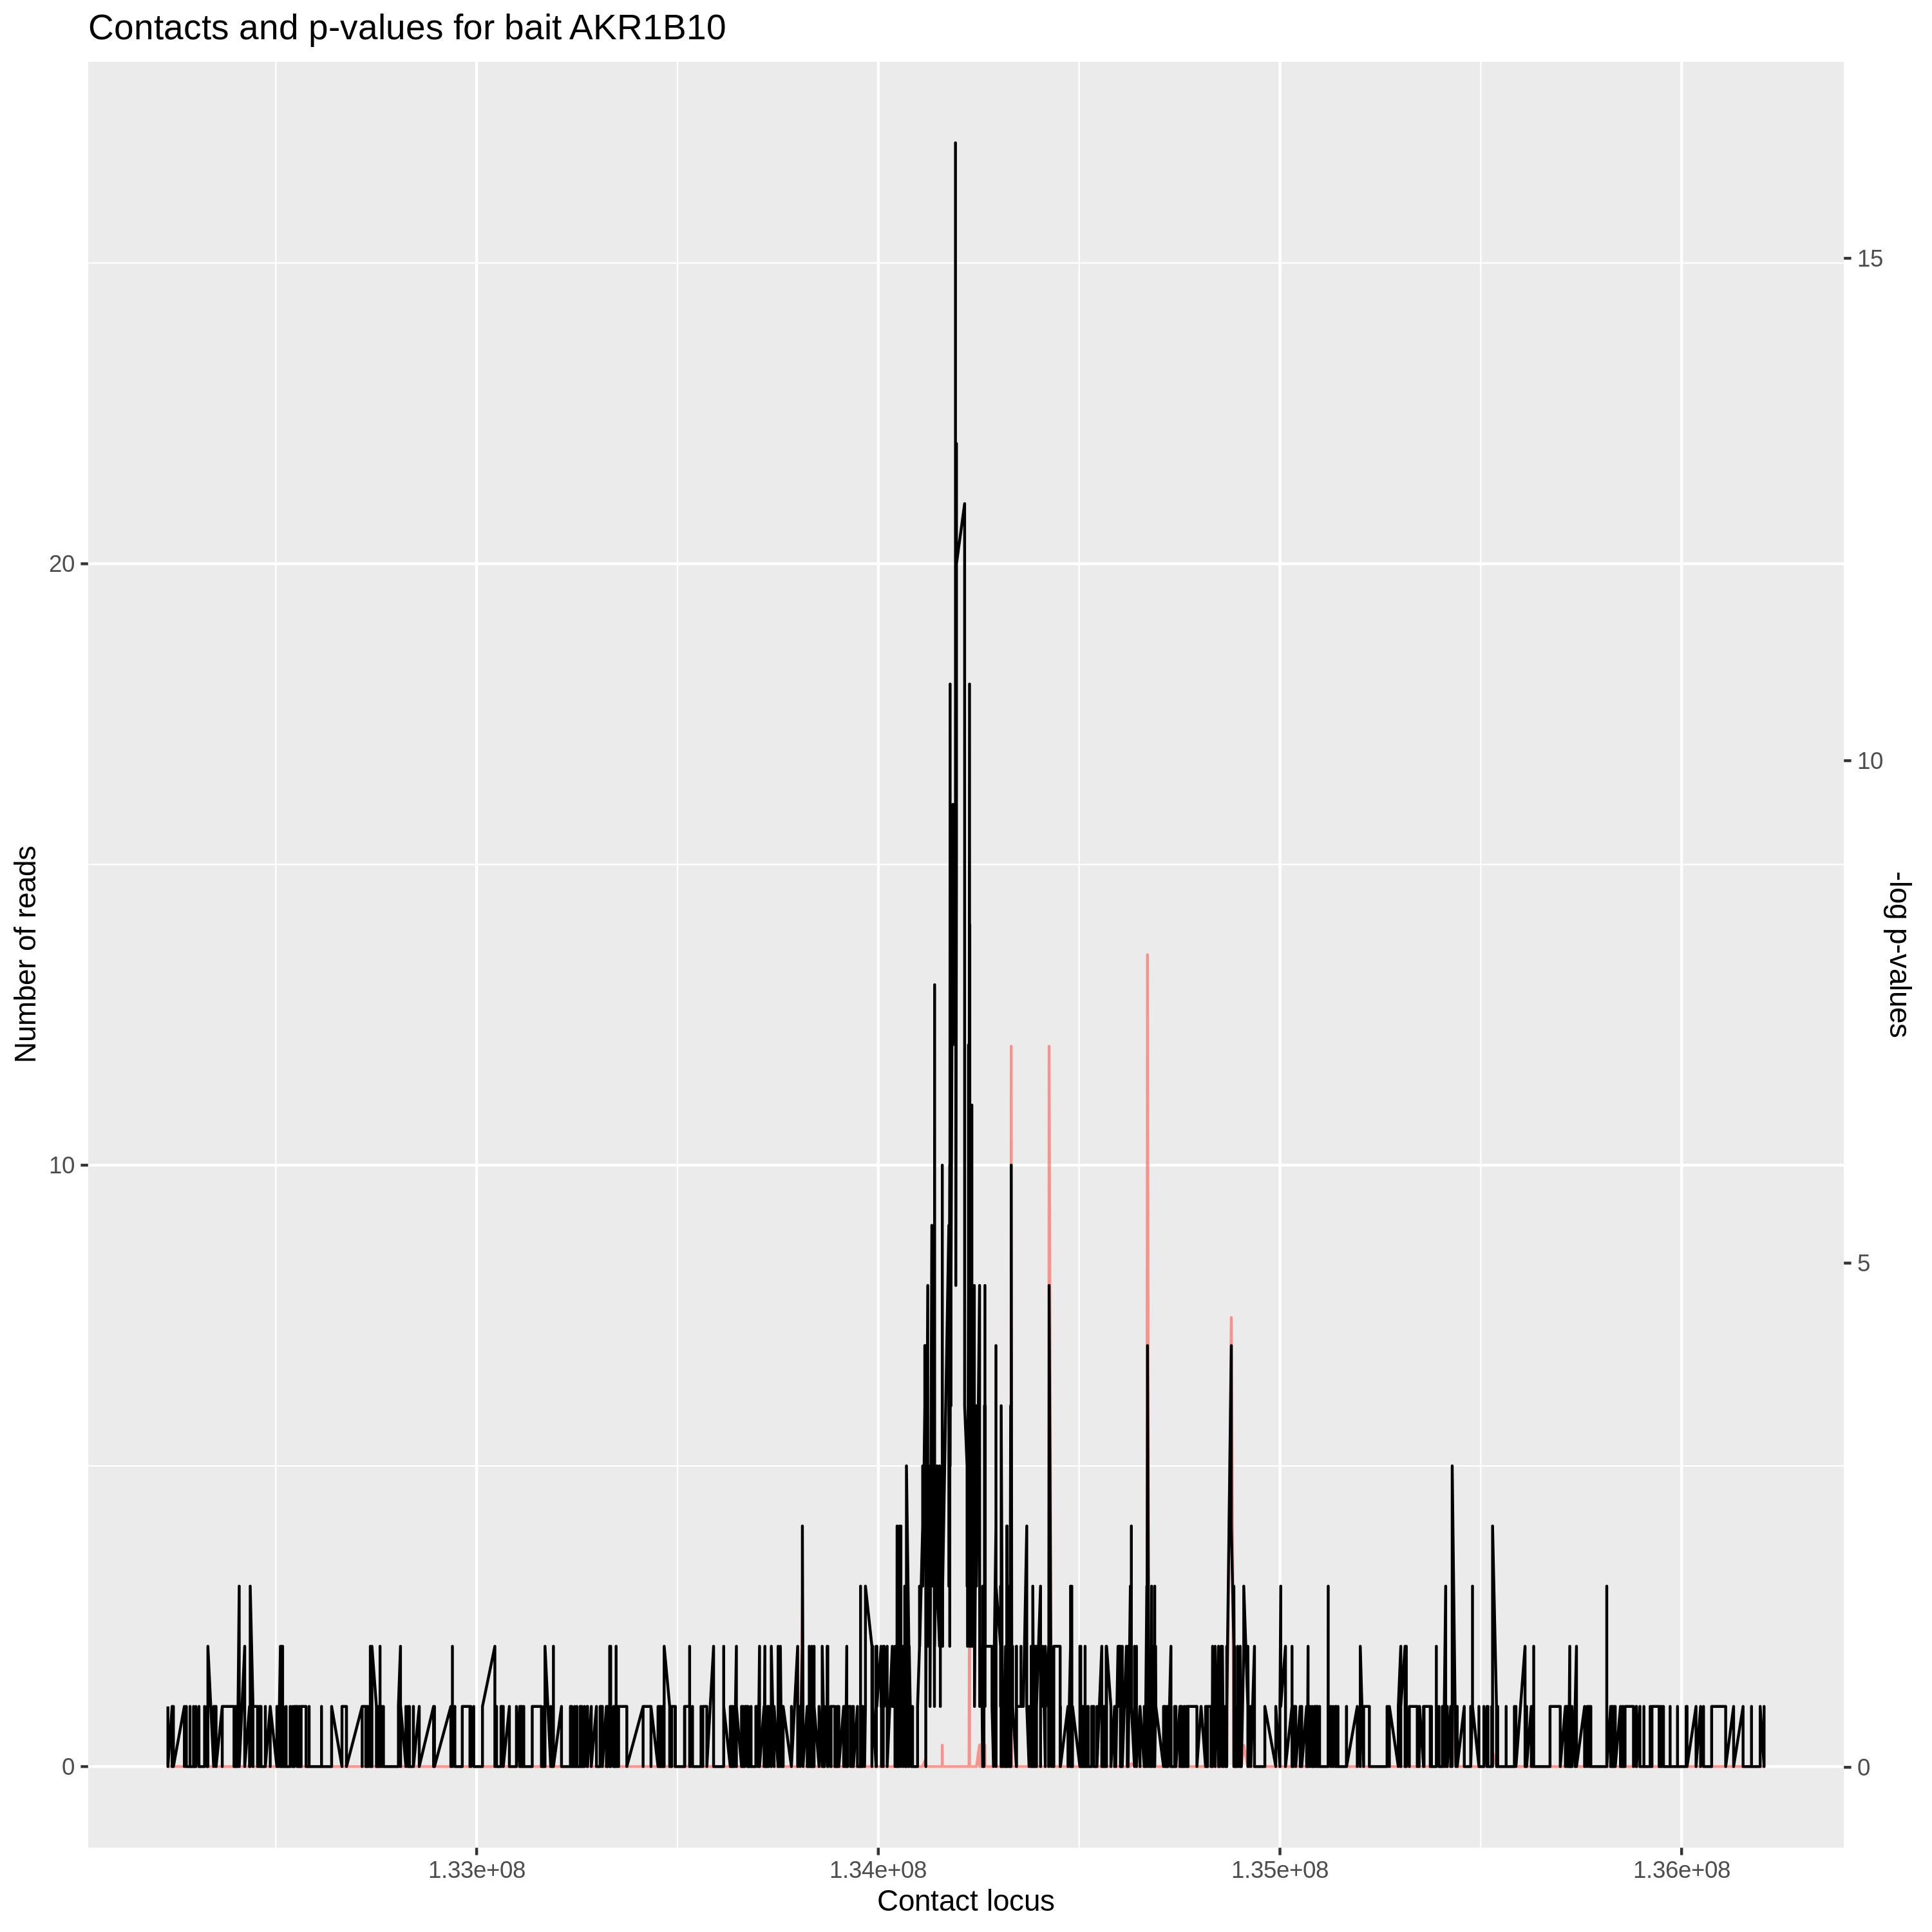 Contacts and p-values for bait AKR1B10
Number of reads
20
10
0
15
10
5
0
-log p-values
1.33e+08
1.34e+08
1.35e+08
1.36e+08
Contact locus